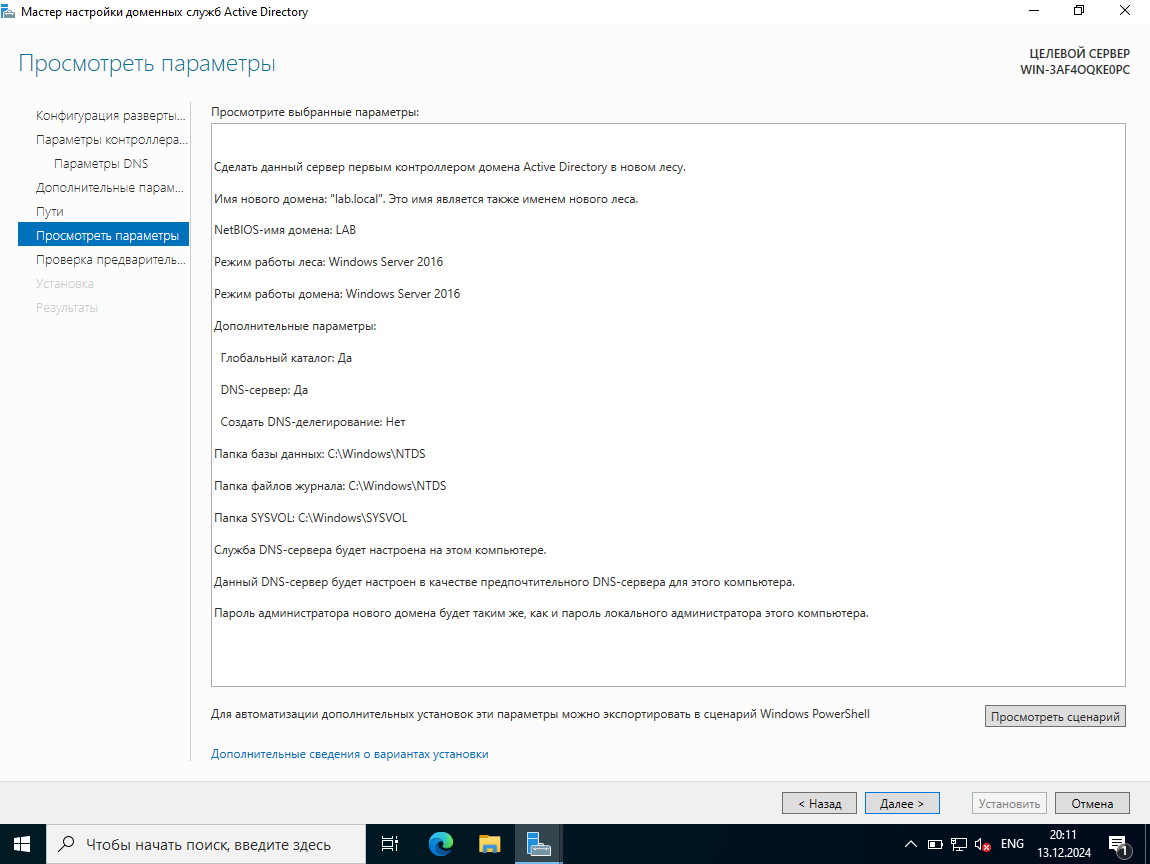 Мастер настройки доменных служб Active Directory
Просмотреть параметры
ЦЕЛЕВОЙ СЕРВЕР
WIN-3AF4OQKE0PC
Конфигурация разверты...
Параметры контроллера...
Параметры DNS
Дополнительные парам...
Пути
Просмотреть параметры
Проверка предваритель...
Установка
Результаты
Просмотрите выбранные параметры:
Сделать данный сервер первым контроллером домена Active Directory в новом лесу.
Имя нового домена: "lab.local". Это имя является также именем нового леса.
NetBIOS-имя домена: LAB
Режим работы леса: Windows Server 2016
Режим работы домена: Windows Server 2016
Дополнительные параметры:
Глобальный каталог: Да
DNS-сервер: Да
Создать DNS-делегирование: Нет
Папка базы данных: C:\Windows\NTDS
Папка файлов журнала: C:\Windows\NTDS
Папка SYSVOL: C:\Windows\SYSVOL
Служба DNS-сервера будет настроена на этом компьютере.
Данный DNS-сервер будет настроен в качестве предпочтительного DNS-сервера для этого компьютера.
Пароль администратора нового домена будет таким же, как и пароль локального администратора этого компьютера.
Для автоматизации дополнительных установок эти параметры можно экспортировать в сценарий Windows PowerShell
Просмотреть сценарий
Дополнительные сведения о вариантах установки
< Назад
Далее >
Установить
Отмена
Чтобы начать поиск, введите здесь
ENG
20:11
13.12.2024
1